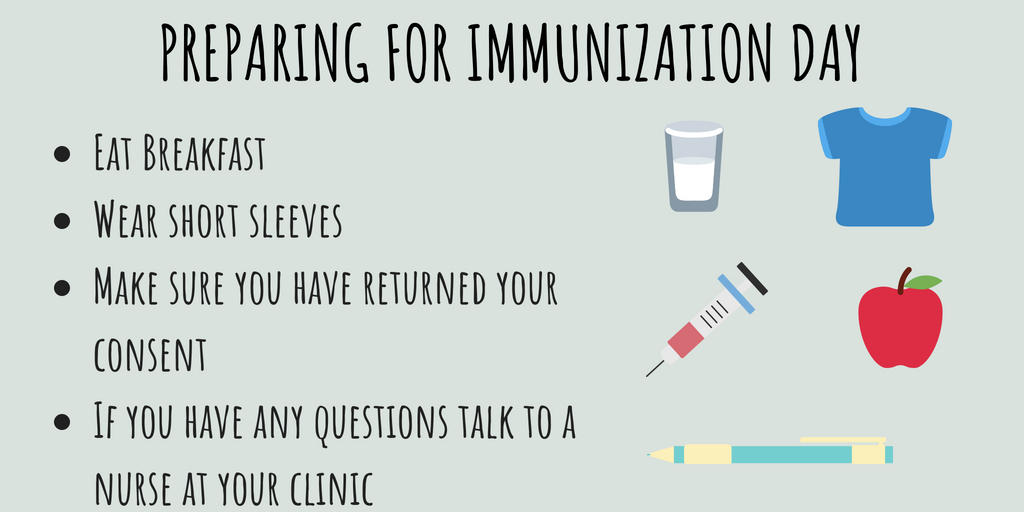 PREPARING FOR IMMUNIZATION DAY
• EAT BREAKFAST
• WEAR SHORT SLEEVES
• MAKE SURE YOU HAVE RETURNED YOUR
CONSENT
• IF YOU HAVE ANY QUESTIONS TALK TO A
NURSE AT YOUR CLINIC